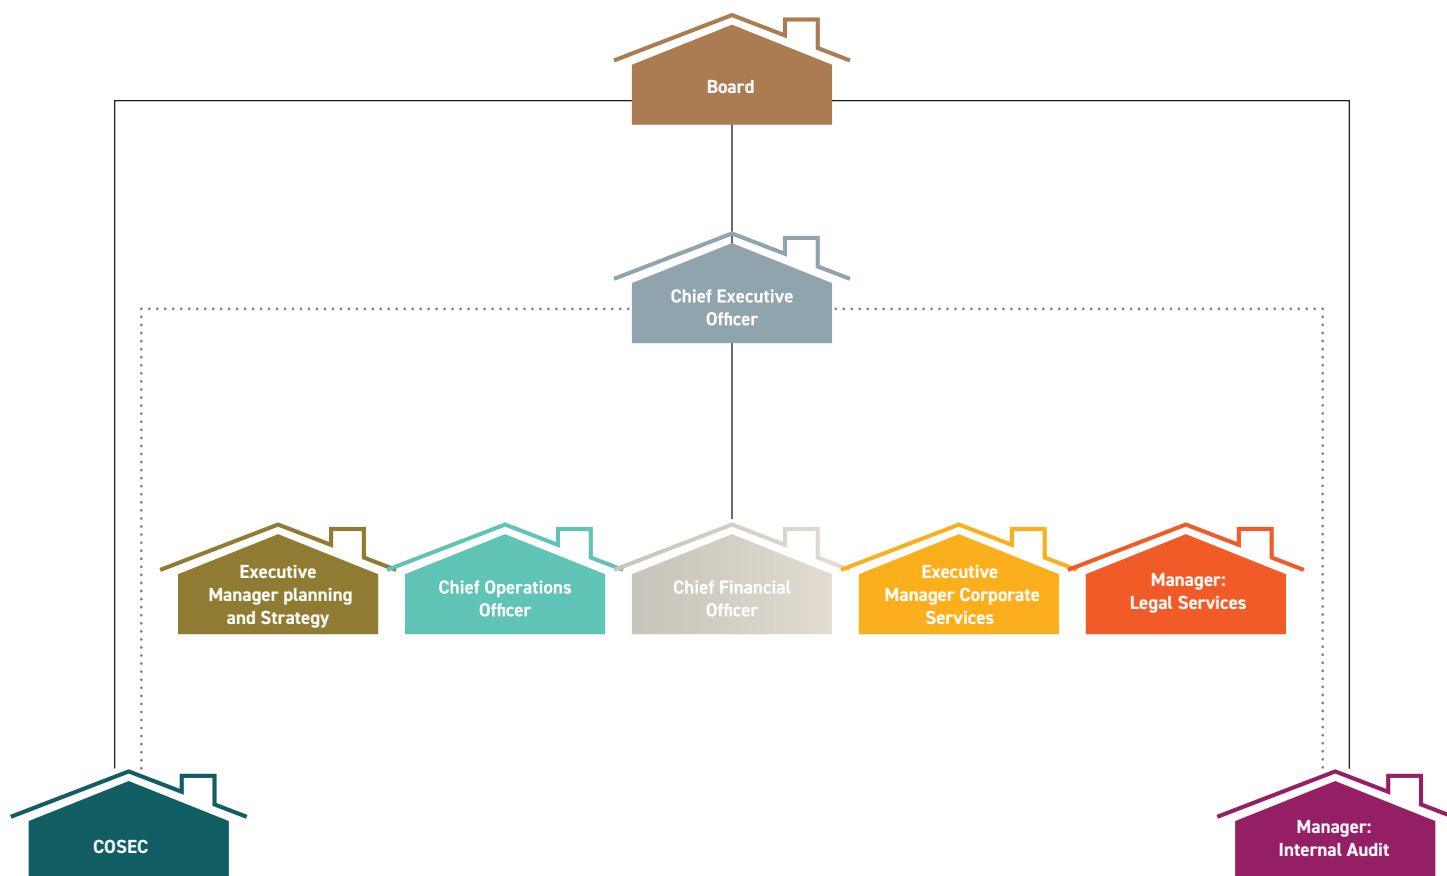 Board
Chief Executive
Officer
Executive
Manager planning
and Strategy
Chief Operations
Officer
Chief Financial
Officer
Executive
Manager Corporate
Services
Manager:
Legal Services
COSEC
Manager:
Internal Audit